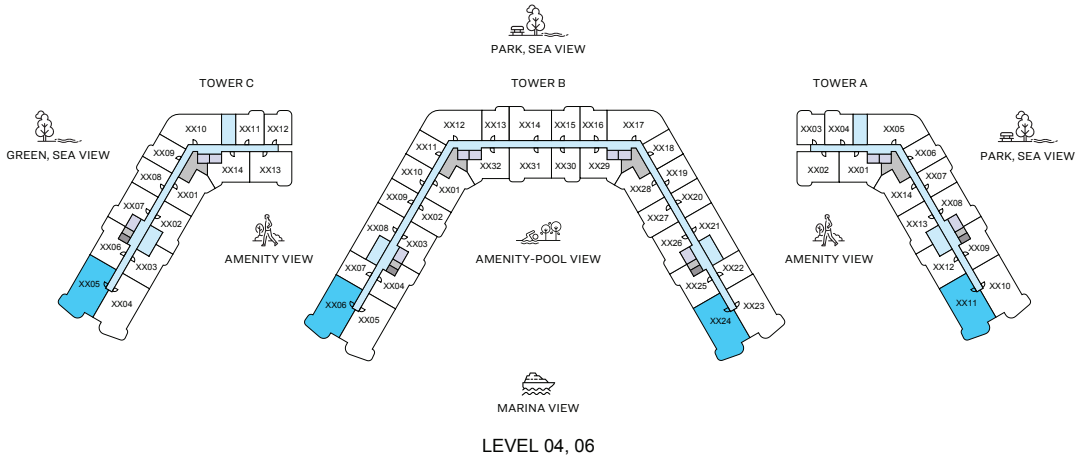 PARK, SEA VIEW
TOWER C
TOWER B
TOWER A
GREEN, SEA VIEW
PARK, SEA VIEW
XX10
XX11
XX12
XX09
XX08
XX07
XX06
XX05
XX04
XX03
XX02
XX01
XX14
XX13
XX12
XX13
XX14
XX15
XX16
XX17
XX11
XX10
XX09
XX08
XX07
XX06
XX05
XX04
XX03
XX02
XX01
XX32
XX31
XX30
XX29
XX28
XX27
XX26
XX25
XX24
XX18
XX19
XX20
XX21
XX22
XX23
XX03
XX04
XX05
XX02
XX01
XX06
XX07
XX08
XX09
XX10
XX14
XX13
XX12
XX11
AMENITY VIEW
AMENITY-POOL VIEW
AMENITY VIEW
MARINA VIEW
LEVEL 04, 06